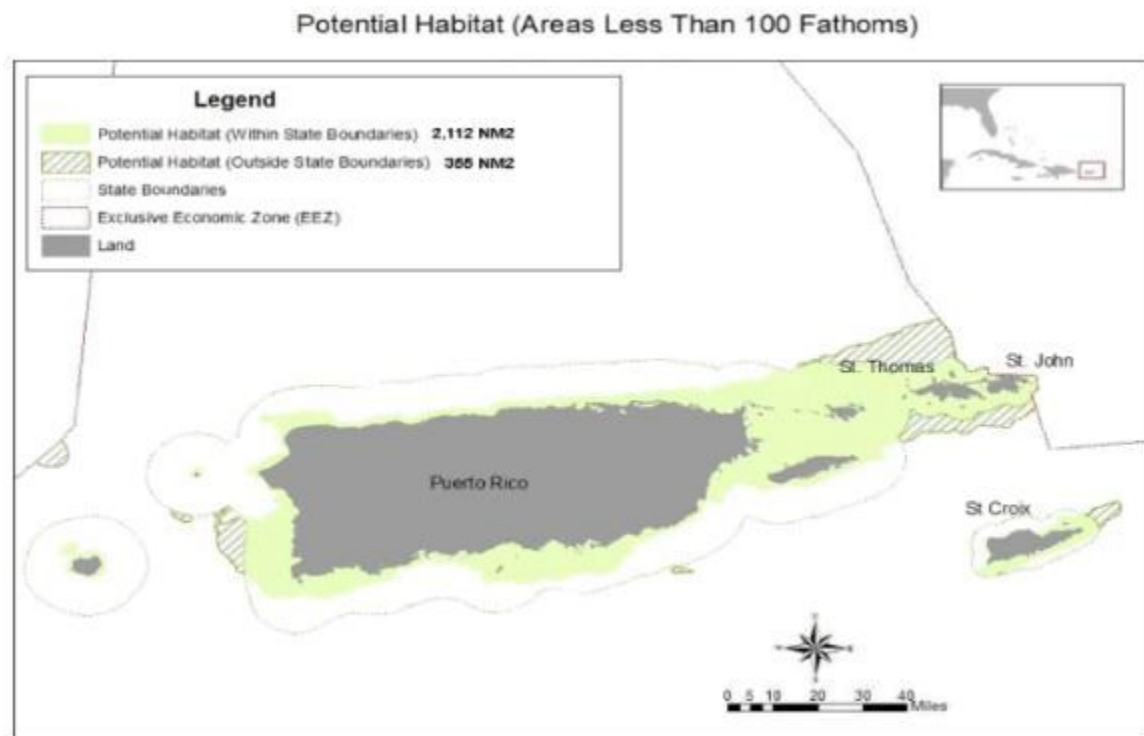 Potential Habitat (Areas Less Than 100 Fathoms)
Legend
Potential Habitat (Within State Boundaries) 2,112 NM2
Potential Habitat (Outside State Boundaries) 355 NM2
State Boundaries
Exclusive Economic Zone (EEZ)
Land
St. Thomas
St. John
Puerto Rico
St Croix
0 5 10 20 30 40
Miles